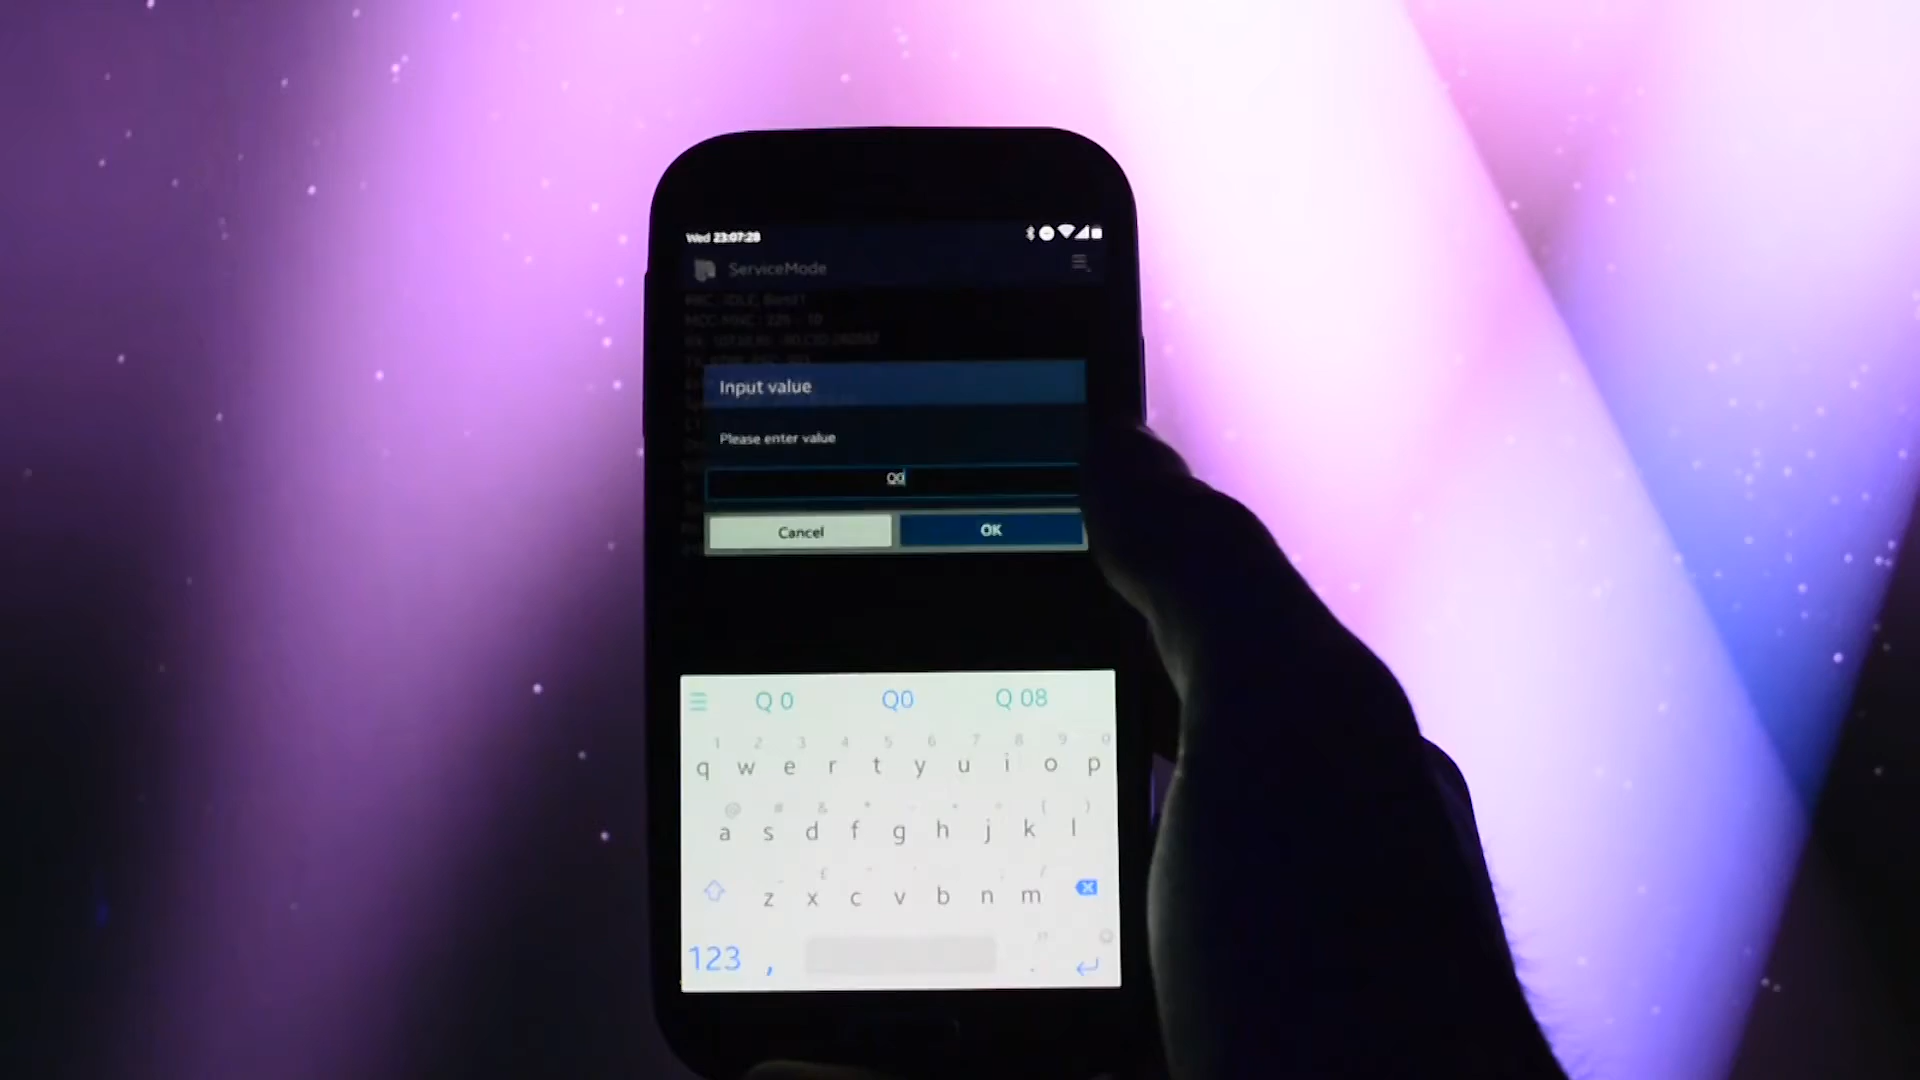 Wed 23:07:28
ServiceMode
Input value
Please enter value
Q0
Cancel
OK
Q 0
Q0
Q 08
1 2 3 4 5 6 7 8 9 0
q w e r t y u i o p
a s d f g h j k l
z x c v b n m
123 , .